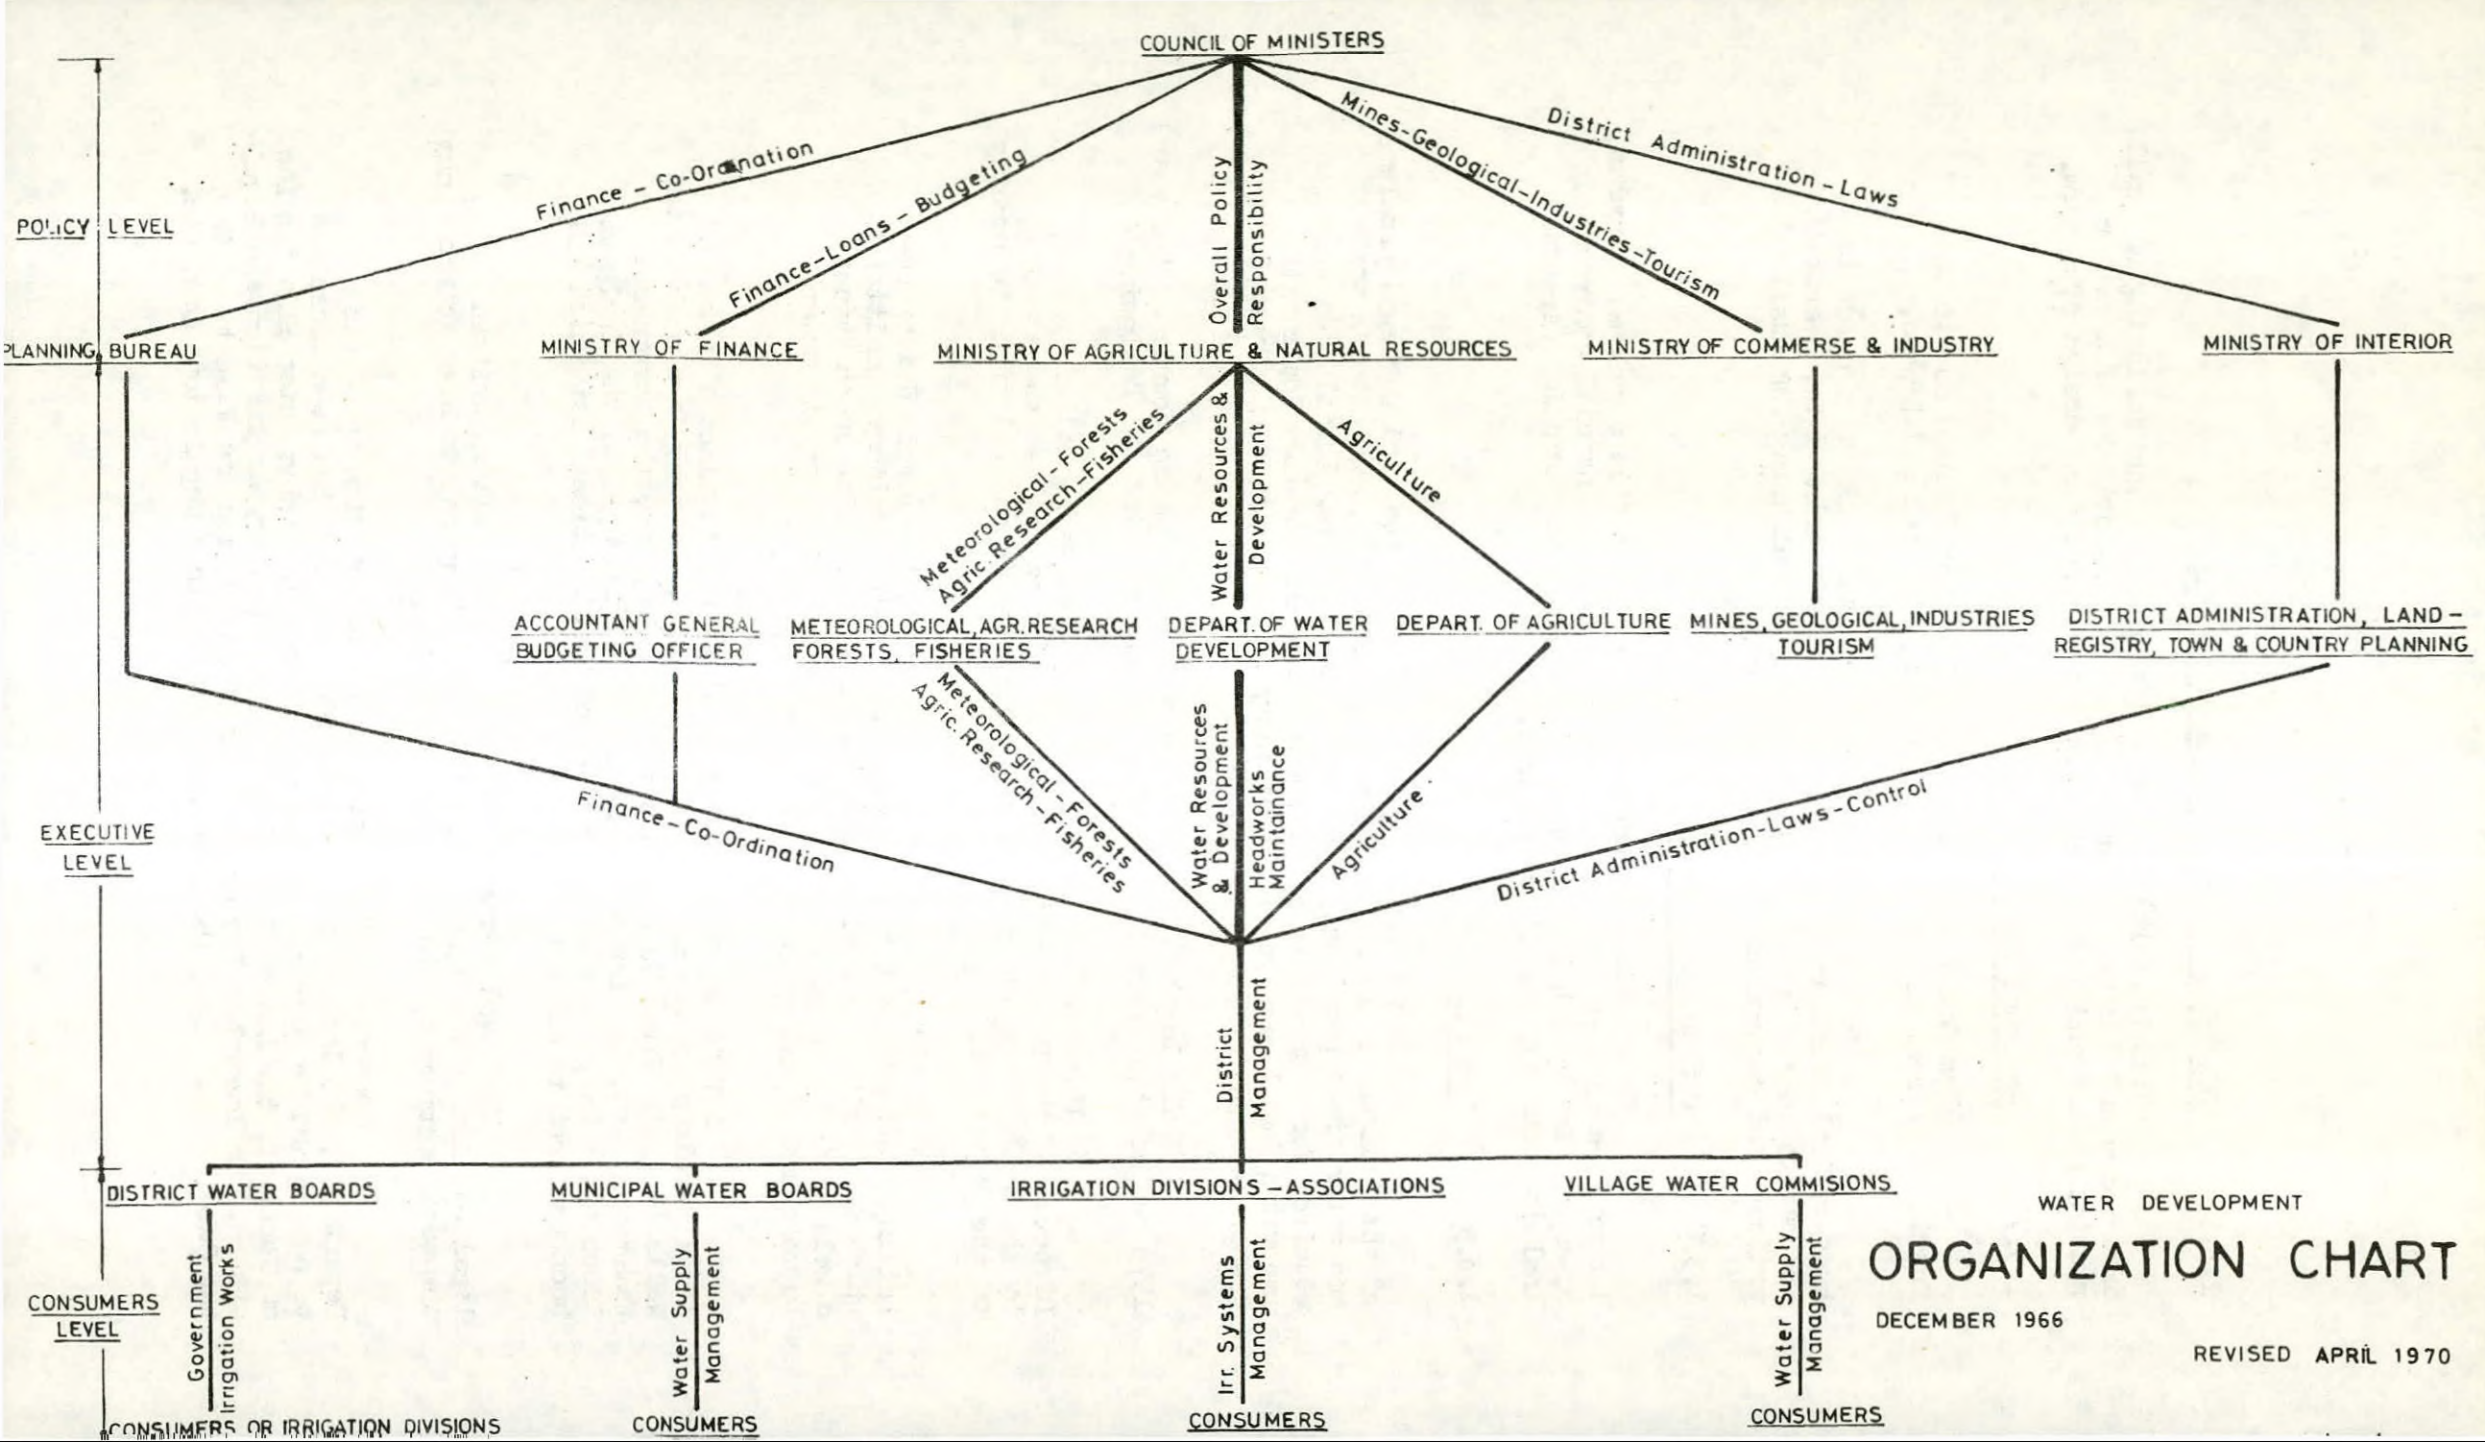 COUNCIL OF MINISTERS
Finance - Co-Ordination
Finance-Loans - Budgeting
Overall Policy
Responsibility
Mines-Geological-Industries-Tourism
District Administration - Laws
POLICY LEVEL
PLANNING BUREAU
MINISTRY OF FINANCE
MINISTRY OF AGRICULTURE & NATURAL RESOURCES
MINISTRY OF COMMERSE & INDUSTRY
MINISTRY OF INTERIOR
Meteorological - Forests
Agric. Research-Fisheries
Water Resources &
Development
Agriculture
ACCOUNTANT GENERAL
BUDGETING OFFICER
METEOROLOGICAL, AGR. RESEARCH
FORESTS, FISHERIES
DEPART. OF WATER
DEVELOPMENT
DEPART. OF AGRICULTURE
MINES, GEOLOGICAL, INDUSTRIES
TOURISM
DISTRICT ADMINISTRATION, LAND-
REGISTRY, TOWN & COUNTRY PLANNING
EXECUTIVE
LEVEL
Finance-Co-Ordination
Meteorological - Forests
Agric. Research-Fisheries
Water Resources
& Development
Headworks
Maintainance
Agriculture
District Administration-Laws-Control
District
Management
DISTRICT WATER BOARDS
MUNICIPAL WATER BOARDS
IRRIGATION DIVISIONS-ASSOCIATIONS
VILLAGE WATER COMMISIONS
CONSUMERS
LEVEL
Government
Irrigation Works
Water Supply
Management
Irr. Systems
Management
Water Supply
Management
CONSUMERS OR IRRIGATION DIVISIONS
CONSUMERS
CONSUMERS
CONSUMERS
WATER DEVELOPMENT
ORGANIZATION CHART
DECEMBER 1966
REVISED APRIL 1970